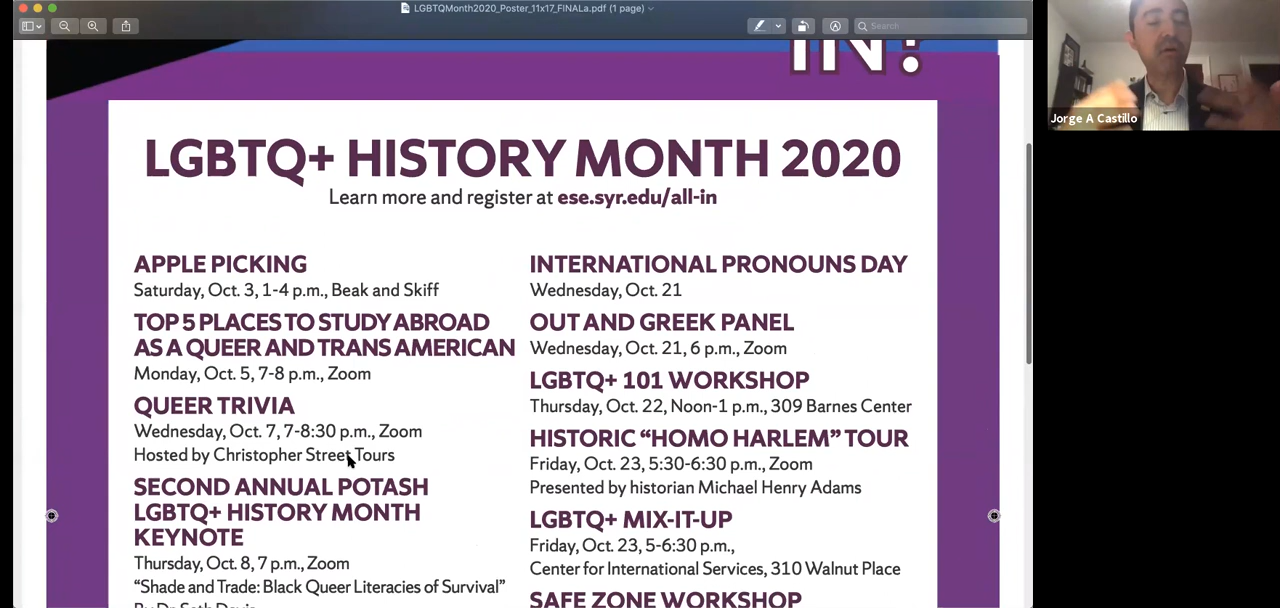 LGBTQMonth2020_Poster_11x17_FINALa.pdf (1 page)
Search
IN!
LGBTQ+ HISTORY MONTH 2020
Learn more and register at ese.syr.edu/all-in
APPLE PICKING
Saturday, Oct. 3, 1-4 p.m., Beak and Skiff
TOP 5 PLACES TO STUDY ABROAD
AS A QUEER AND TRANS AMERICAN
Monday, Oct. 5, 7-8 p.m., Zoom
QUEER TRIVIA
Wednesday, Oct. 7, 7-8:30 p.m., Zoom
Hosted by Christopher Street Tours
SECOND ANNUAL POTASH
LGBTQ+ HISTORY MONTH
KEYNOTE
Thursday, Oct. 8, 7 p.m., Zoom
“Shade and Trade: Black Queer Literacies of Survival”
By Dr. Seth Davis
INTERNATIONAL PRONOUNS DAY
Wednesday, Oct. 21
OUT AND GREEK PANEL
Wednesday, Oct. 21, 6 p.m., Zoom
LGBTQ+ 101 WORKSHOP
Thursday, Oct. 22, Noon-1 p.m., 309 Barnes Center
HISTORIC “HOMO HARLEM” TOUR
Friday, Oct. 23, 5:30-6:30 p.m., Zoom
Presented by historian Michael Henry Adams
LGBTQ+ MIX-IT-UP
Friday, Oct. 23, 5-6:30 p.m.,
Center for International Services, 310 Walnut Place
SAFE ZONE WORKSHOP
Jorge A Castillo